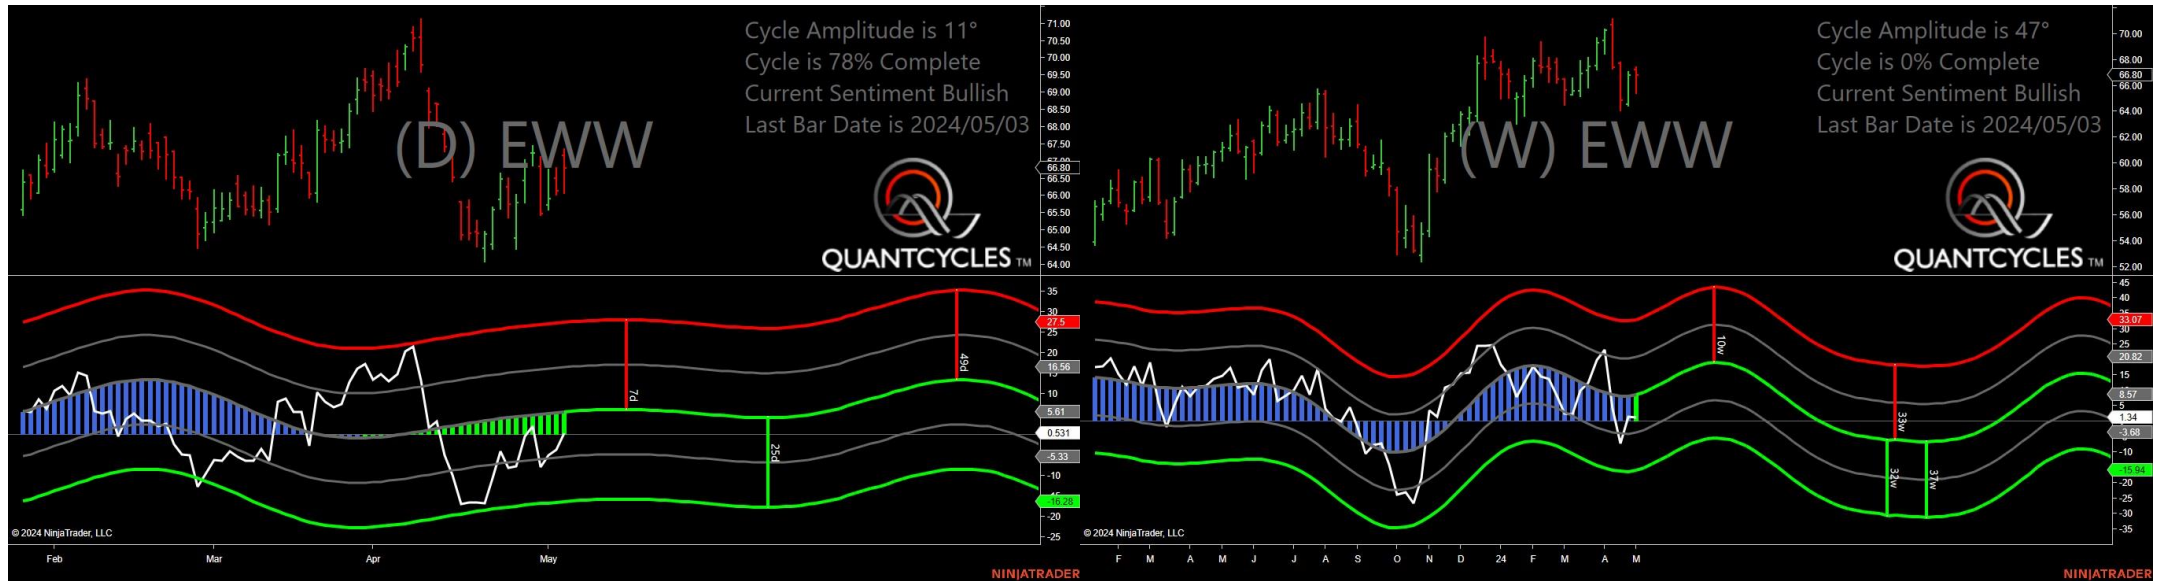 Cycle Amplitude is 11°
Cycle is 78% Complete
Current Sentiment Bullish
Last Bar Date is 2024/05/03
(D) EWW
QUANTCYCLES TM
71.00
70.50
70.00
69.50
69.00
68.50
68.00
67.50
67.00
66.80
66.50
66.00
65.50
65.00
64.50
64.00
35
30
27.5
25
20
16.56
15
10
5.61
0.531
-5.33
-10
-15
-16.28
-20
-25
7d
25d
49d
© 2024 NinjaTrader, LLC
Feb
Mar
Apr
May
NINJATRADER
Cycle Amplitude is 47°
Cycle is 0% Complete
Current Sentiment Bullish
Last Bar Date is 2024/05/03
(W) EWW
QUANTCYCLES TM
70.00
68.00
66.80
66.00
64.00
62.00
60.00
58.00
56.00
54.00
52.00
45
40
33.07
30
25
20.82
15
8.57
5
1.34
-3.68
-10
-15.94
-20
-25
-30
-35
10w
33w
32w
37w
© 2024 NinjaTrader, LLC
F M A M J J A S O N D 24 F M A M
NINJATRADER